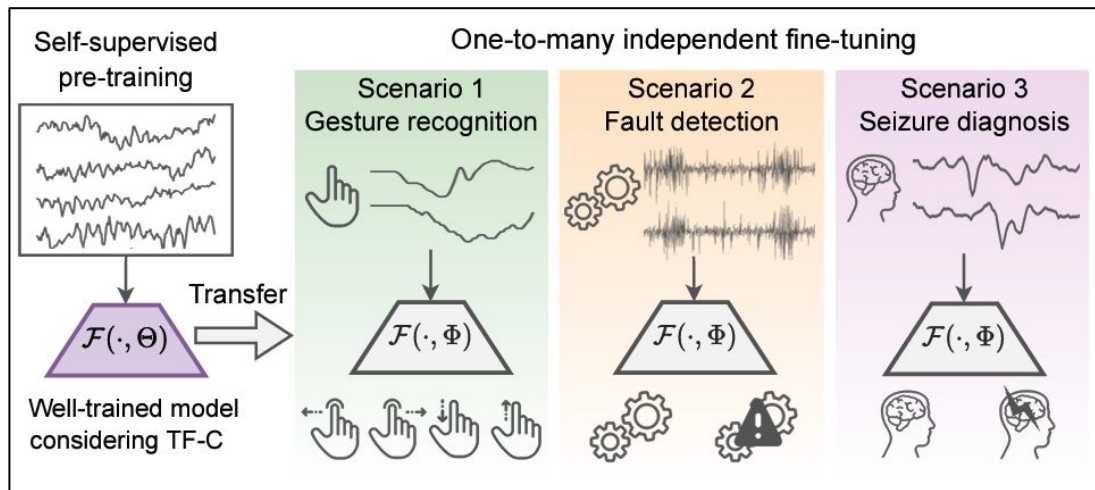 Self-supervised
pre-training
One-to-many independent fine-tuning
Scenario 1
Gesture recognition
Scenario 2
Fault detection
Scenario 3
Seizure diagnosis
Transfer
F(·, Θ)
F(·, Φ)
F(·, Φ)
F(·, Φ)
Well-trained model
considering TF-C